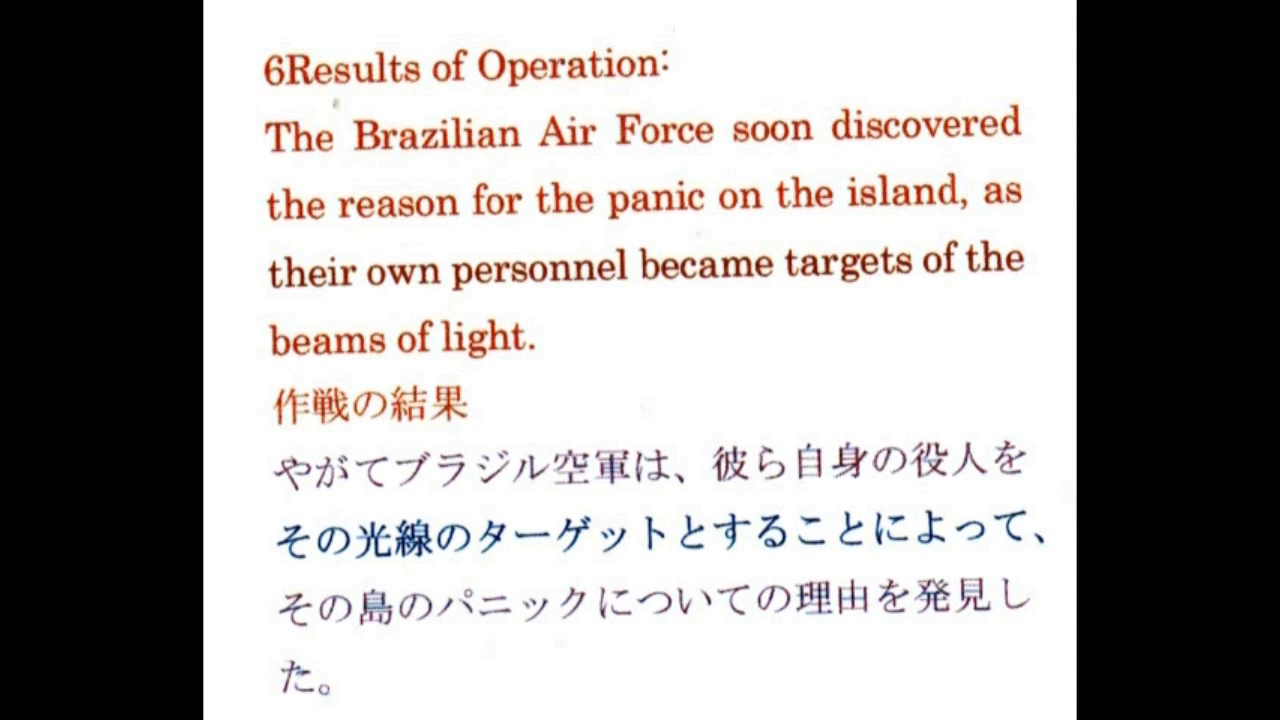 6Results of Operation:
The Brazilian Air Force soon discovered
the reason for the panic on the island, as
their own personnel became targets of the
beams of light.
作戦の結果
やがてブラジル空軍は、彼ら自身の役人を
その光線のターゲットとすることによって、
その島のパニックについての理由を発見し
た。